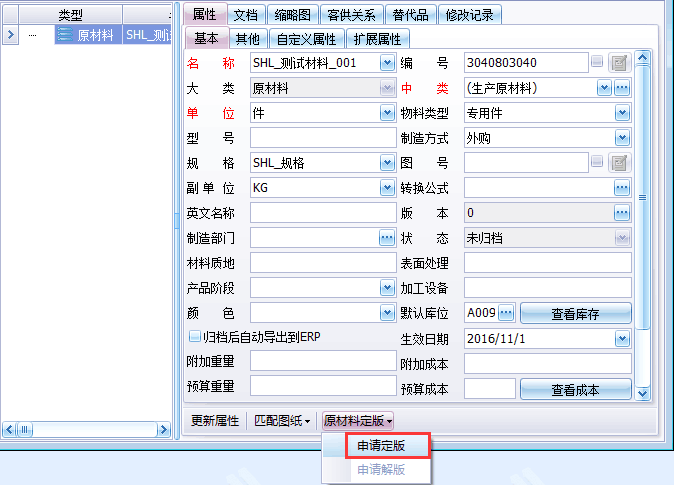 类型
原材料 SHL_测试
属性 文档 缩略图 客供关系 替代品 修改记录
基本 其他 自定义属性 扩展属性
名 称 SHL_测试材料_001 编 号 3040803040
大 类 原材料 中 类 (生产原材料)
单 位 件 物料类型 专用件
型 号 制造方式 外购
规 格 SHL_规格 图 号
副 单 位 KG 转换公式
英文名称 版 本 0
制造部门 状 态 未归档
材料质地 表面处理
产品阶段 加工设备
颜 色 默认库位 A009 查看库存
归档后自动导出到ERP 生效日期 2016/11/1
附加重量 附加成本
预算重量 预算成本 查看成本
更新属性 匹配图纸 原材料定版
申请定版
申请解版